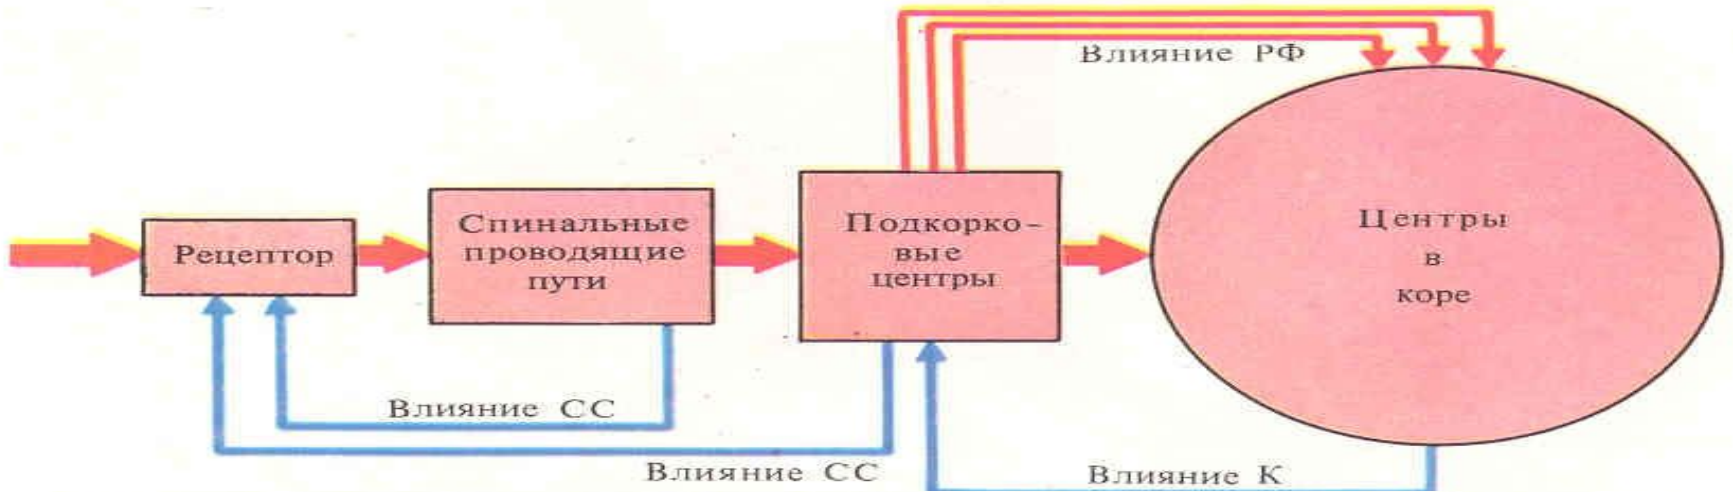 Влияние РФ
Рецептор
Спинальные
проводящие
пути
Подкорко-
вые
центры
Центры
в
коре
Влияние СС
Влияние СС
Влияние К